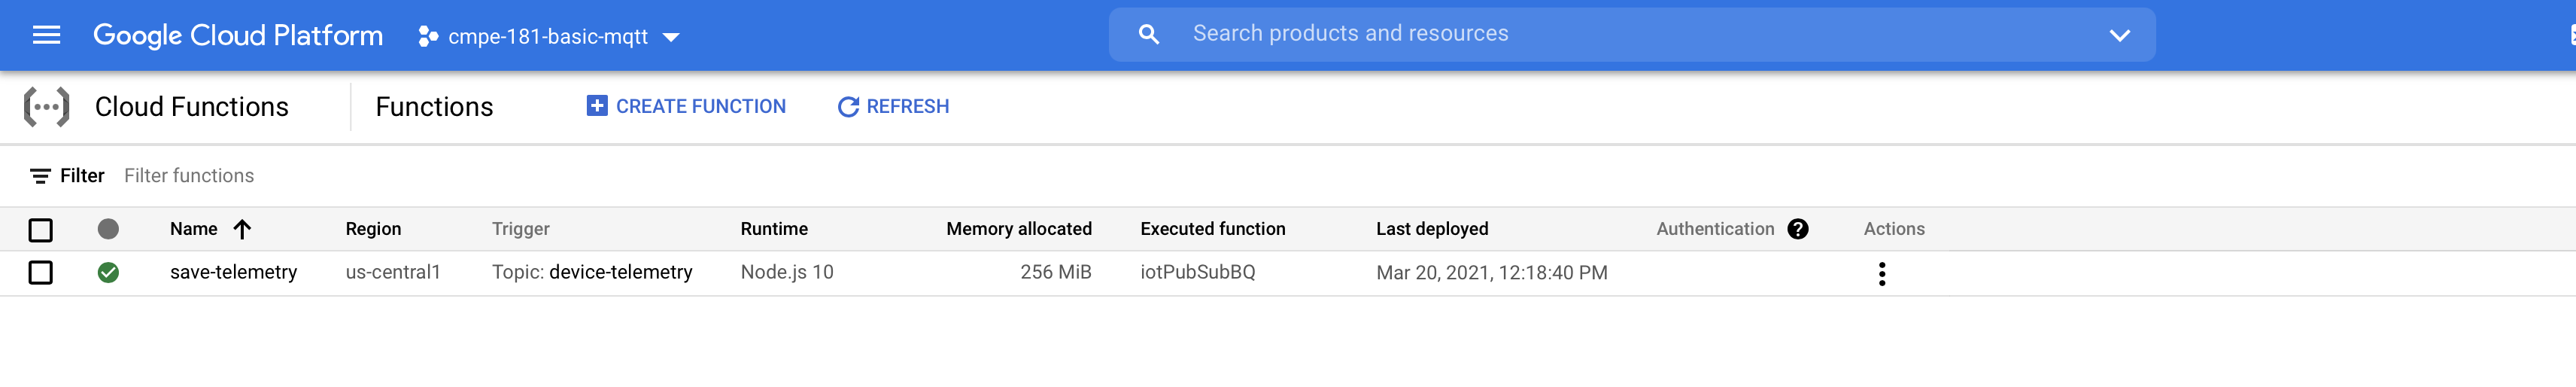 Google Cloud Platform cmpe-181-basic-mqtt Search products and resources
Cloud Functions Functions CREATE FUNCTION REFRESH
Filter Filter functions
Name Region Trigger Runtime Memory allocated Executed function Last deployed Authentication Actions
save-telemetry us-central1 Topic: device-telemetry Node.js 10 256 MiB iotPubSubBQ Mar 20, 2021, 12:18:40 PM